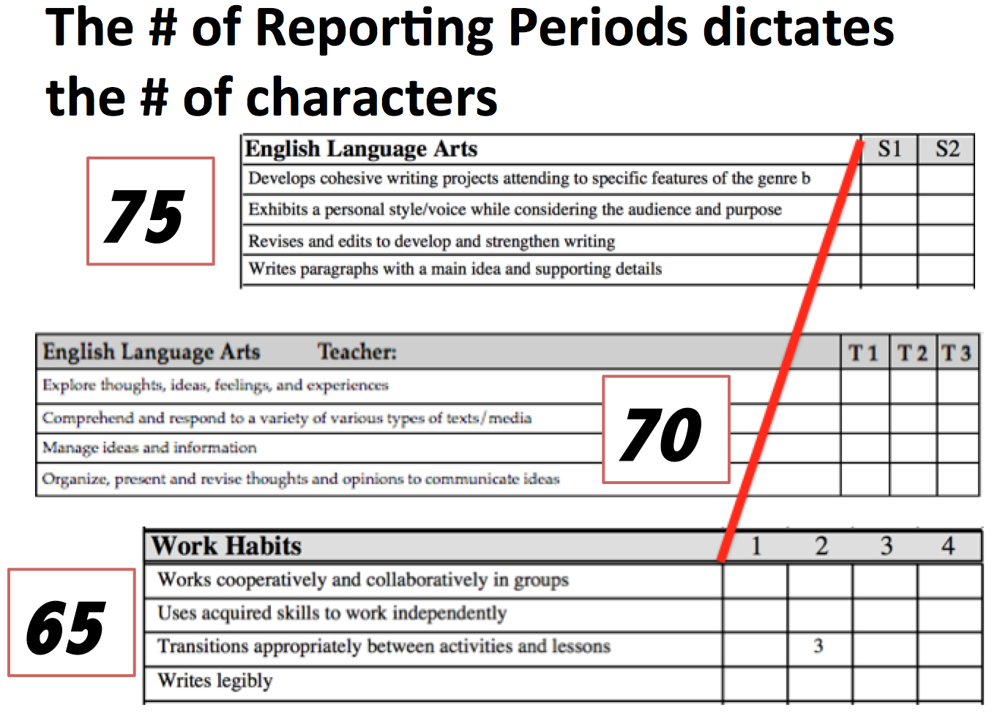 The # of Reporting Periods dictates
the # of characters
75
English Language Arts S1 S2
Develops cohesive writing projects attending to specific features of the genre b
Exhibits a personal style/voice while considering the audience and purpose
Revises and edits to develop and strengthen writing
Writes paragraphs with a main idea and supporting details
English Language Arts Teacher: T 1 T 2 T 3
Explore thoughts, ideas, feelings, and experiences
Comprehend and respond to a variety of various types of texts/media
Manage ideas and information
Organize, present and revise thoughts and opinions to communicate ideas
70
Work Habits 1 2 3 4
Works cooperatively and collaboratively in groups
Uses acquired skills to work independently
Transitions appropriately between activities and lessons 3
Writes legibly
65